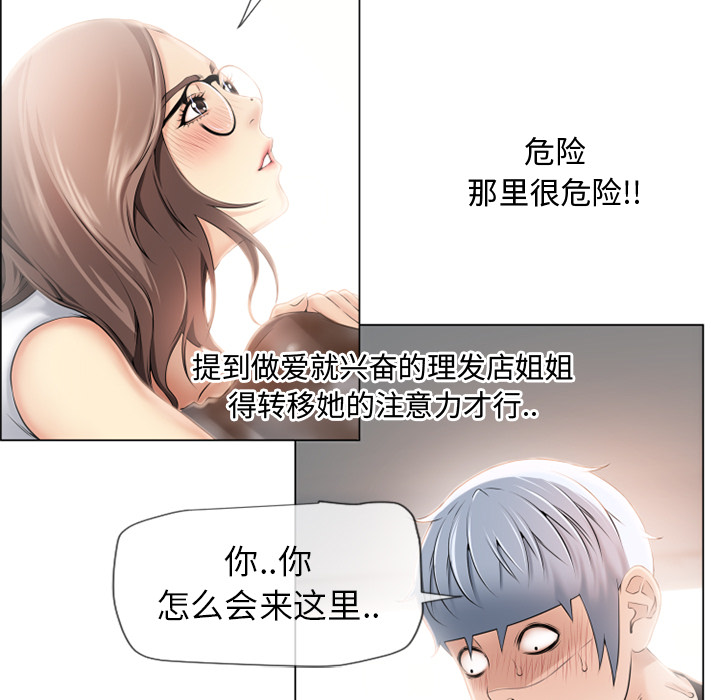 危险
那里很危险!!
提到做爱就兴奋的理发店姐姐
得转移她的注意力才行..
你..你
怎么会来这里..